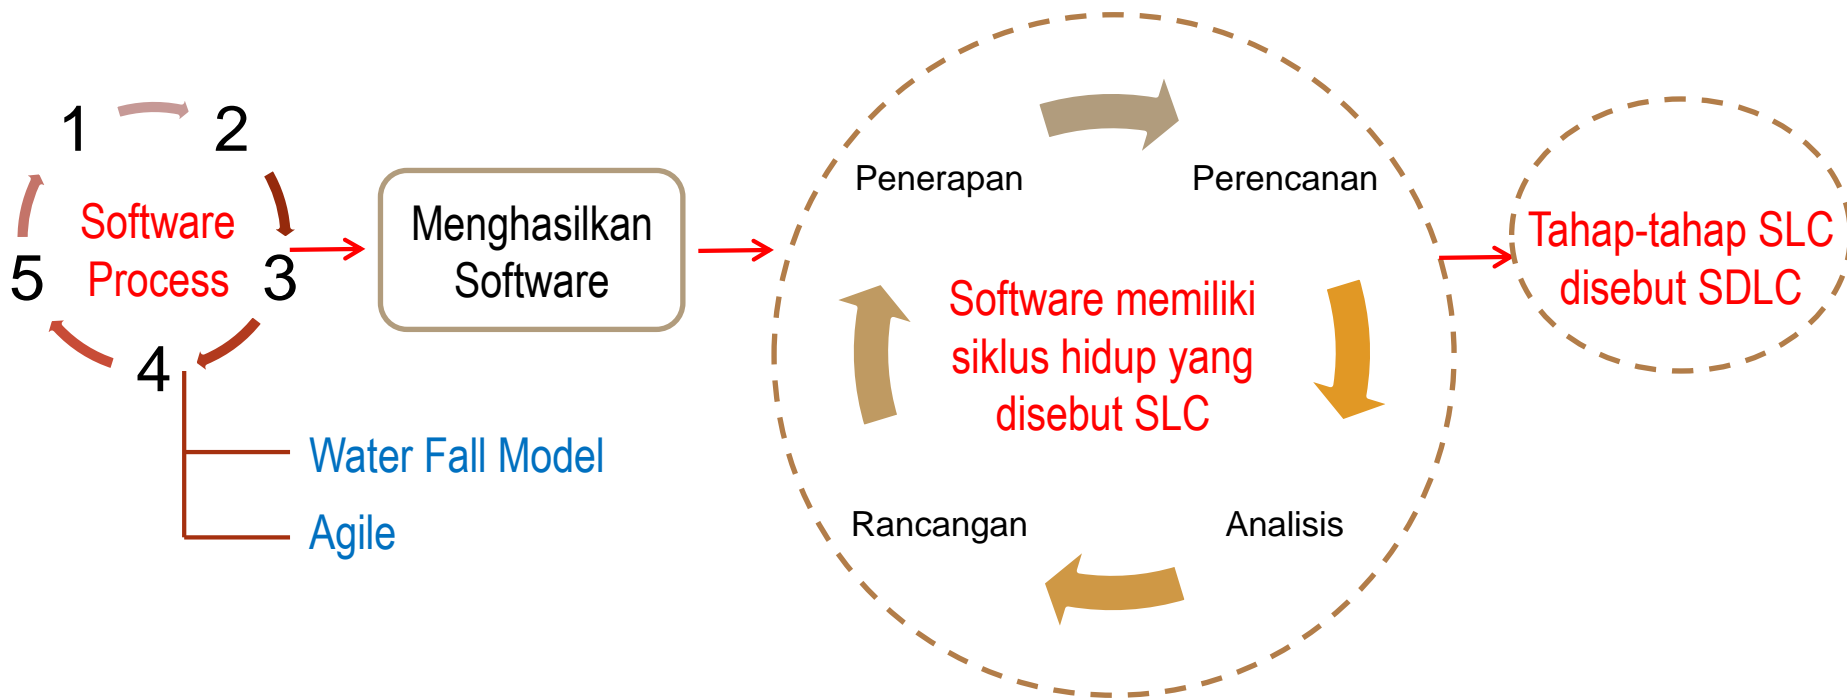 1
2
Software
Process
5
3
4
Water Fall Model
Agile
Menghasilkan
Software
Penerapan
Perencanan
Software memiliki
siklus hidup yang
disebut SLC
Rancangan
Analisis
Tahap-tahap SLC
disebut SDLC